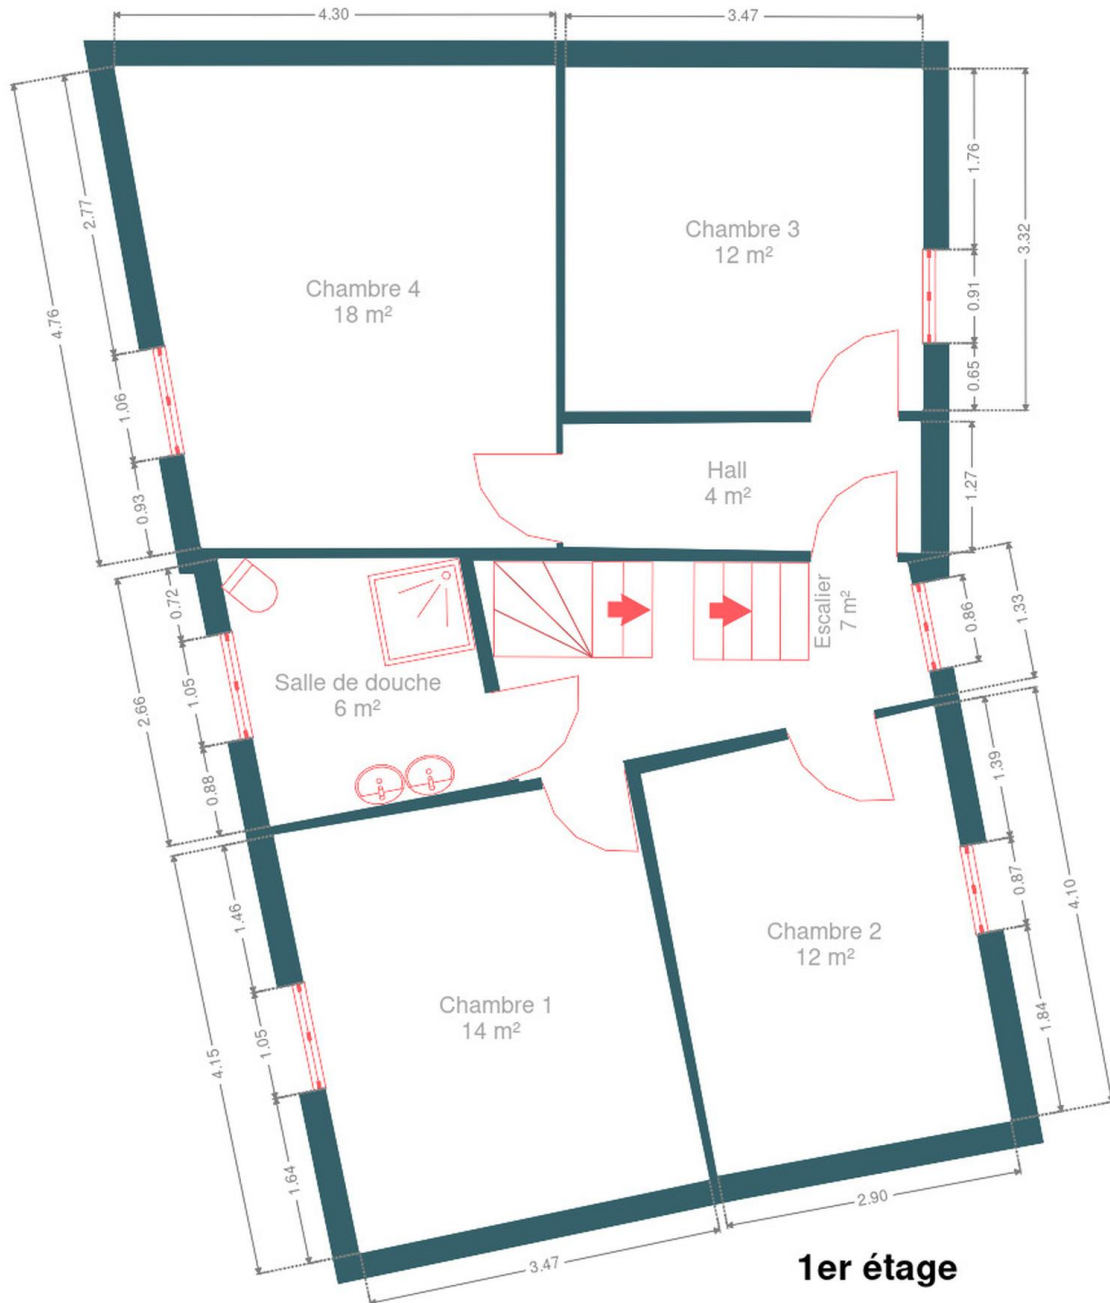 4.30
3.47
4.76
2.77
1.06
0.93
Chambre 4
18 m²
Chambre 3
12 m²
1.76
0.91
0.65
3.32
Hall
4 m²
1.27
Escalier
7 m²
0.86
1.33
2.66
0.72
1.05
0.88
Salle de douche
6 m²
4.15
1.46
1.05
1.64
Chambre 1
14 m²
Chambre 2
12 m²
1.39
0.87
1.84
4.10
3.47
2.90
1er étage